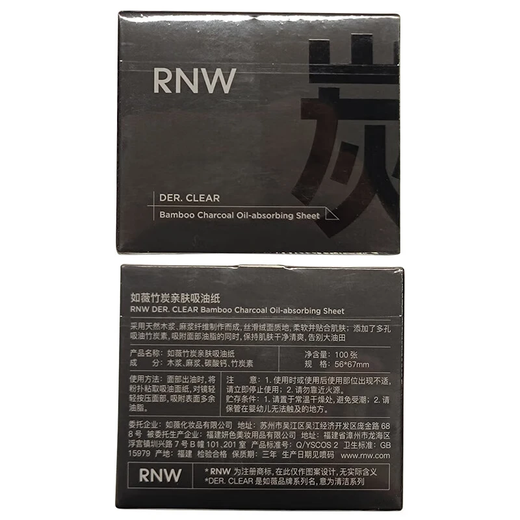 RNW
炭
DER. CLEAR
Bamboo Charcoal Oil-absorbing Sheet
如薇竹炭亲肤吸油纸
RNW DER. CLEAR Bamboo Charcoal Oil-absorbing Sheet
采用天然木浆、麻浆纤维制作而成，丝滑绒面质地，柔软并贴合肌肤；添加了多孔
吸油竹炭素，吸附面部油脂的同时，保持肌肤干净清爽，告别大油田
产品名称：如薇竹炭亲肤吸油纸 净含量：100张
成 分：木浆、麻浆、碳酸钙、竹炭素 规 格：56*67mm
使用方法：面部出油时，将 注意：1. 使用时或使用后使用部位出现不适，
粉扑粘取吸油面纸，对镜轻 请立即停止使用；2. 请勿靠近火源。
轻按压面部，吸附表面多余 贮存条件：1. 请置于常温干燥处，避免受潮；2. 请
油脂。 保管在婴幼儿无法触及的地方。
委托企业：如薇化妆品有限公司 地址：苏州市吴江区吴江经济开发区庞金路68
8号 被委托生产企业：福建妍色美妆用品有限公司 地址：福建省漳州市龙海区
浮宫镇圳兴路7号B幢101,201室 产地：福建 执行标准：Q/YSCOS 2 卫生标准：GB
15979 产地：福建 检验合格 保质期：三年 生产日期见喷码 www.rnw.com
RNW
*RNW 为注册商标，在此仅作图案设计，无实际含义
*DER. CLEAR 是如薇品牌系列名，意为清洁系列